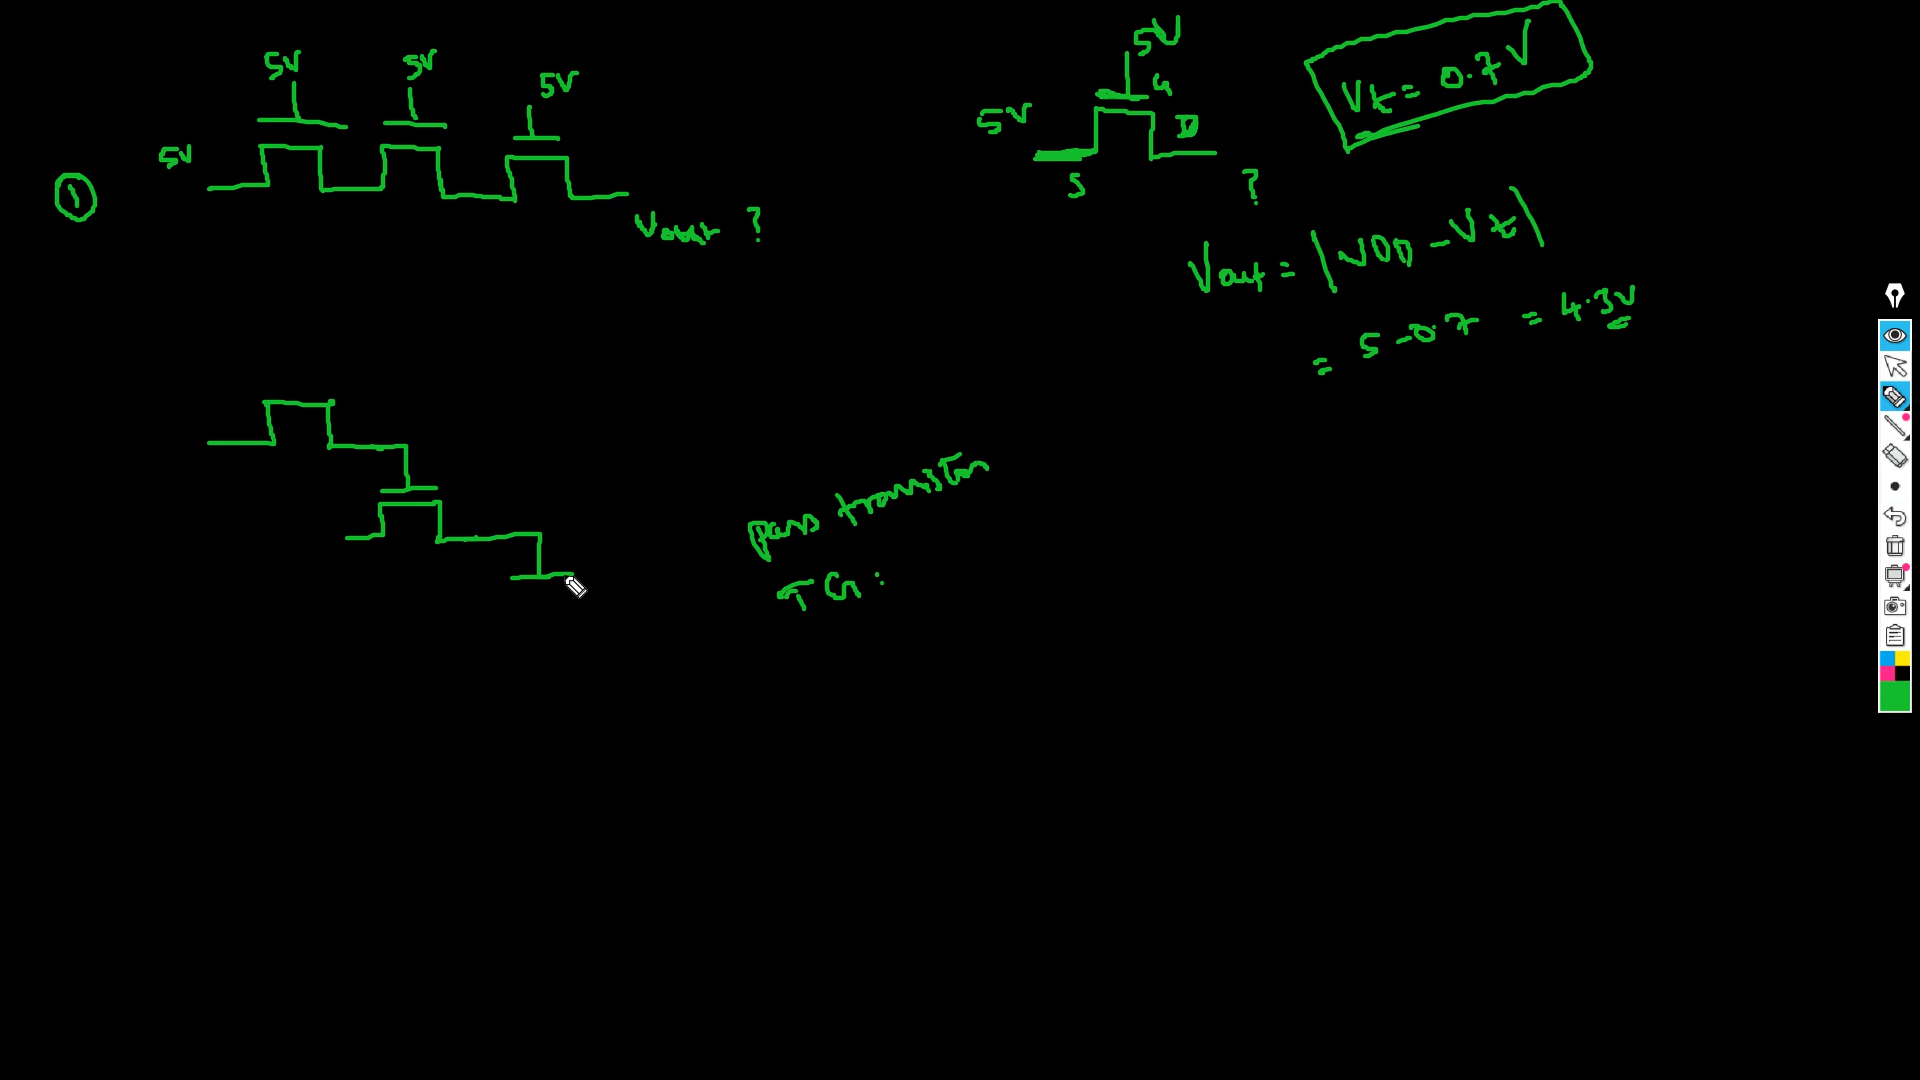 5V 5V 5V
5V
①
Vout ?
5V
G
5V
D
S
?
Vt = 0.7V
Vout = |VDD - Vt|
= 5 - 0.7 = 4.3V
pass transistor
TG :